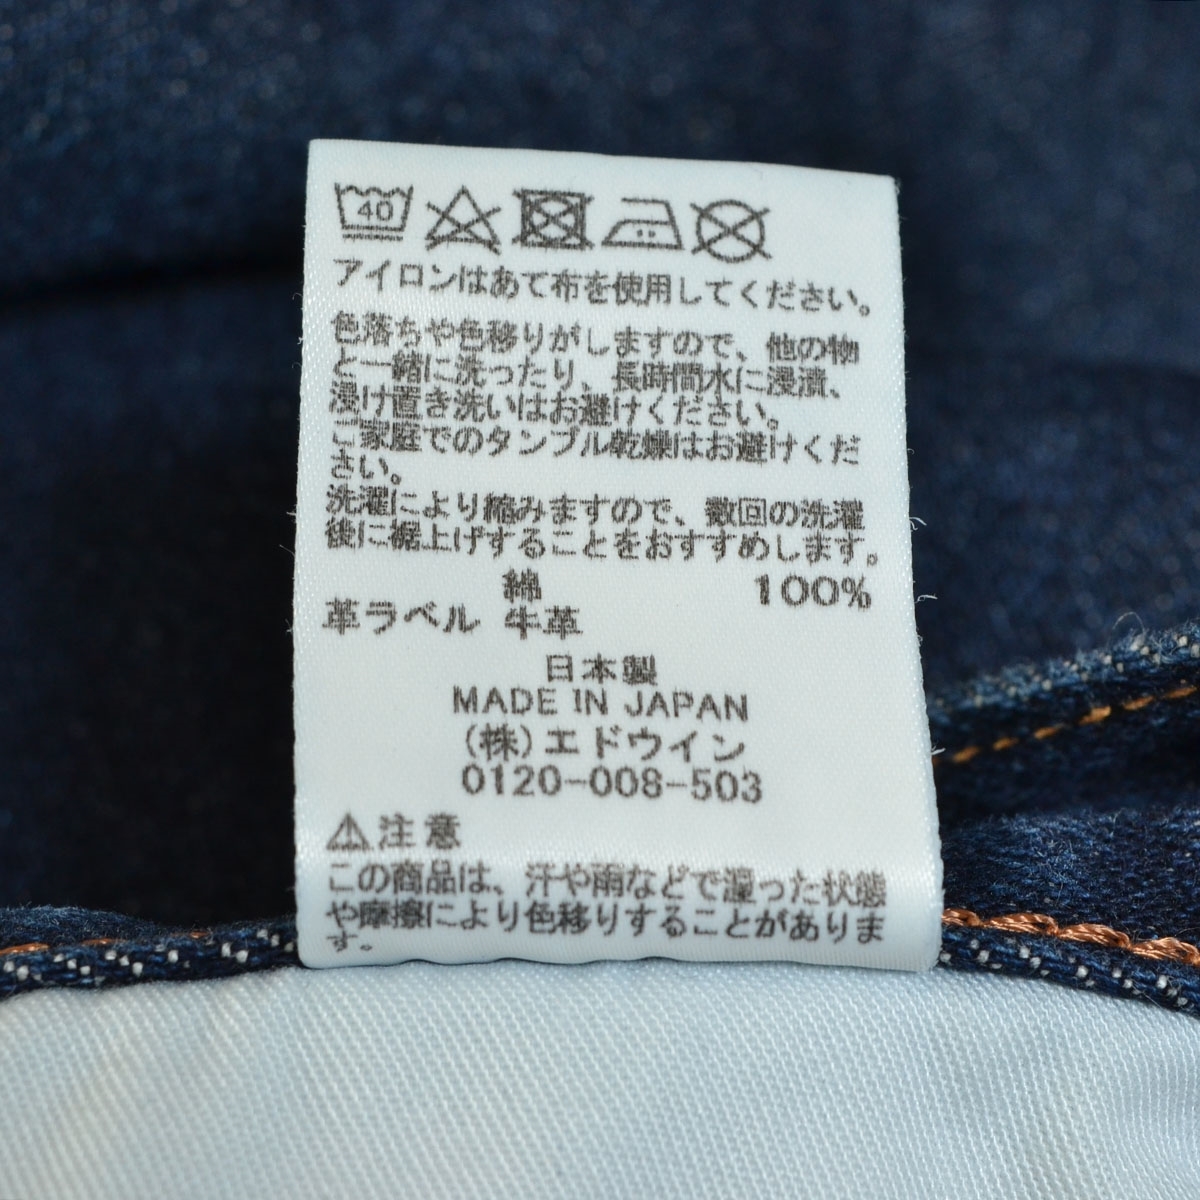 40
アイロンはあて布を使用してください。
色落ちや色移りがしますので、他の物
と一緒に洗ったり、長時間水に浸漬、
浸け置き洗いはお避けください。
ご家庭でのタンブル乾燥はお避けくだ
さい。
洗濯により縮みますので、数回の洗濯
後に裾上げすることをおすすめします。
綿 100%
革ラベル 牛革
日本製
MADE IN JAPAN
(株)エドウイン
0120-008-503
⚠注意
この商品は、汗や雨などで湿った状態
や摩擦により色移りすることがありま
す。